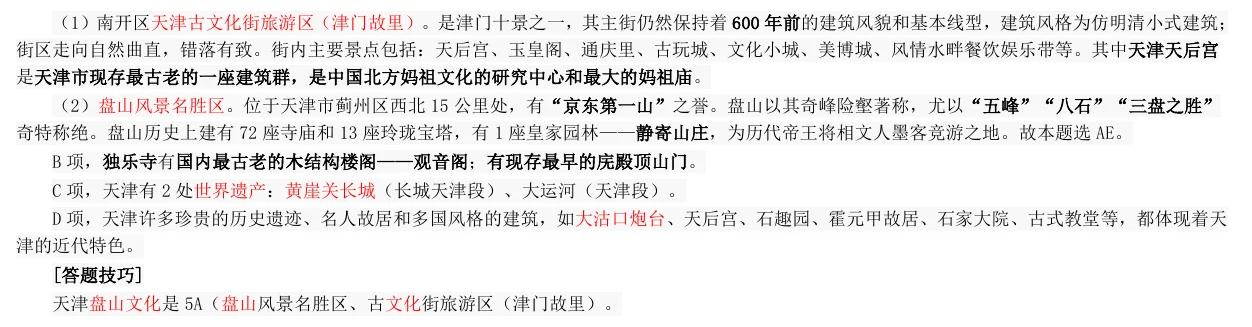 （1）南开区天津古文化街旅游区（津门故里）。是津门十景之一，其主街仍然保持着 600 年前的建筑风貌和基本线型，建筑风格为仿明清小式建筑；
街区走向自然曲直，错落有致。街内主要景点包括：天后宫、玉皇阁、通庆里、古玩城、文化小城、美博城、风情水畔餐饮娱乐带等。其中天津天后宫
是天津市现存最古老的一座建筑群，是中国北方妈祖文化的研究中心和最大的妈祖庙。
（2）盘山风景名胜区。位于天津市蓟州区西北 15 公里处，有“京东第一山”之誉。盘山以其奇峰险壑著称，尤以“五峰”“八石”“三盘之胜”
奇特称绝。盘山历史上建有 72 座寺庙和 13 座玲珑宝塔，有 1 座皇家园林——静寄山庄，为历代帝王将相文人墨客竞游之地。故本题选 AE。
B 项，独乐寺有国内最古老的木结构楼阁——观音阁；有现存最早的庑殿顶山门。
C 项，天津有 2 处世界遗产：黄崖关长城（长城天津段）、大运河（天津段）。
D 项，天津许多珍贵的历史遗迹、名人故居和多国风格的建筑，如大沽口炮台、天后宫、石趣园、霍元甲故居、石家大院、古式教堂等，都体现着天
津的近代特色。
[答题技巧]
天津盘山文化是 5A（盘山风景名胜区、古文化街旅游区（津门故里）。